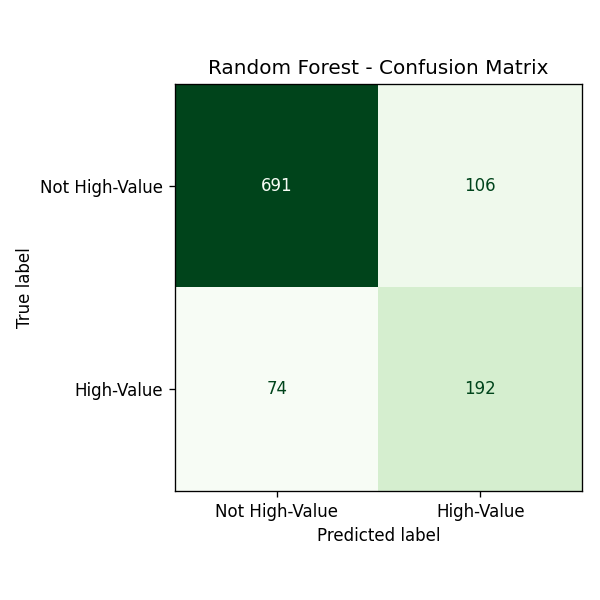 Random Forest - Confusion Matrix
True label
Not High-Value
691
106
High-Value
74
192
Not High-Value
High-Value
Predicted label